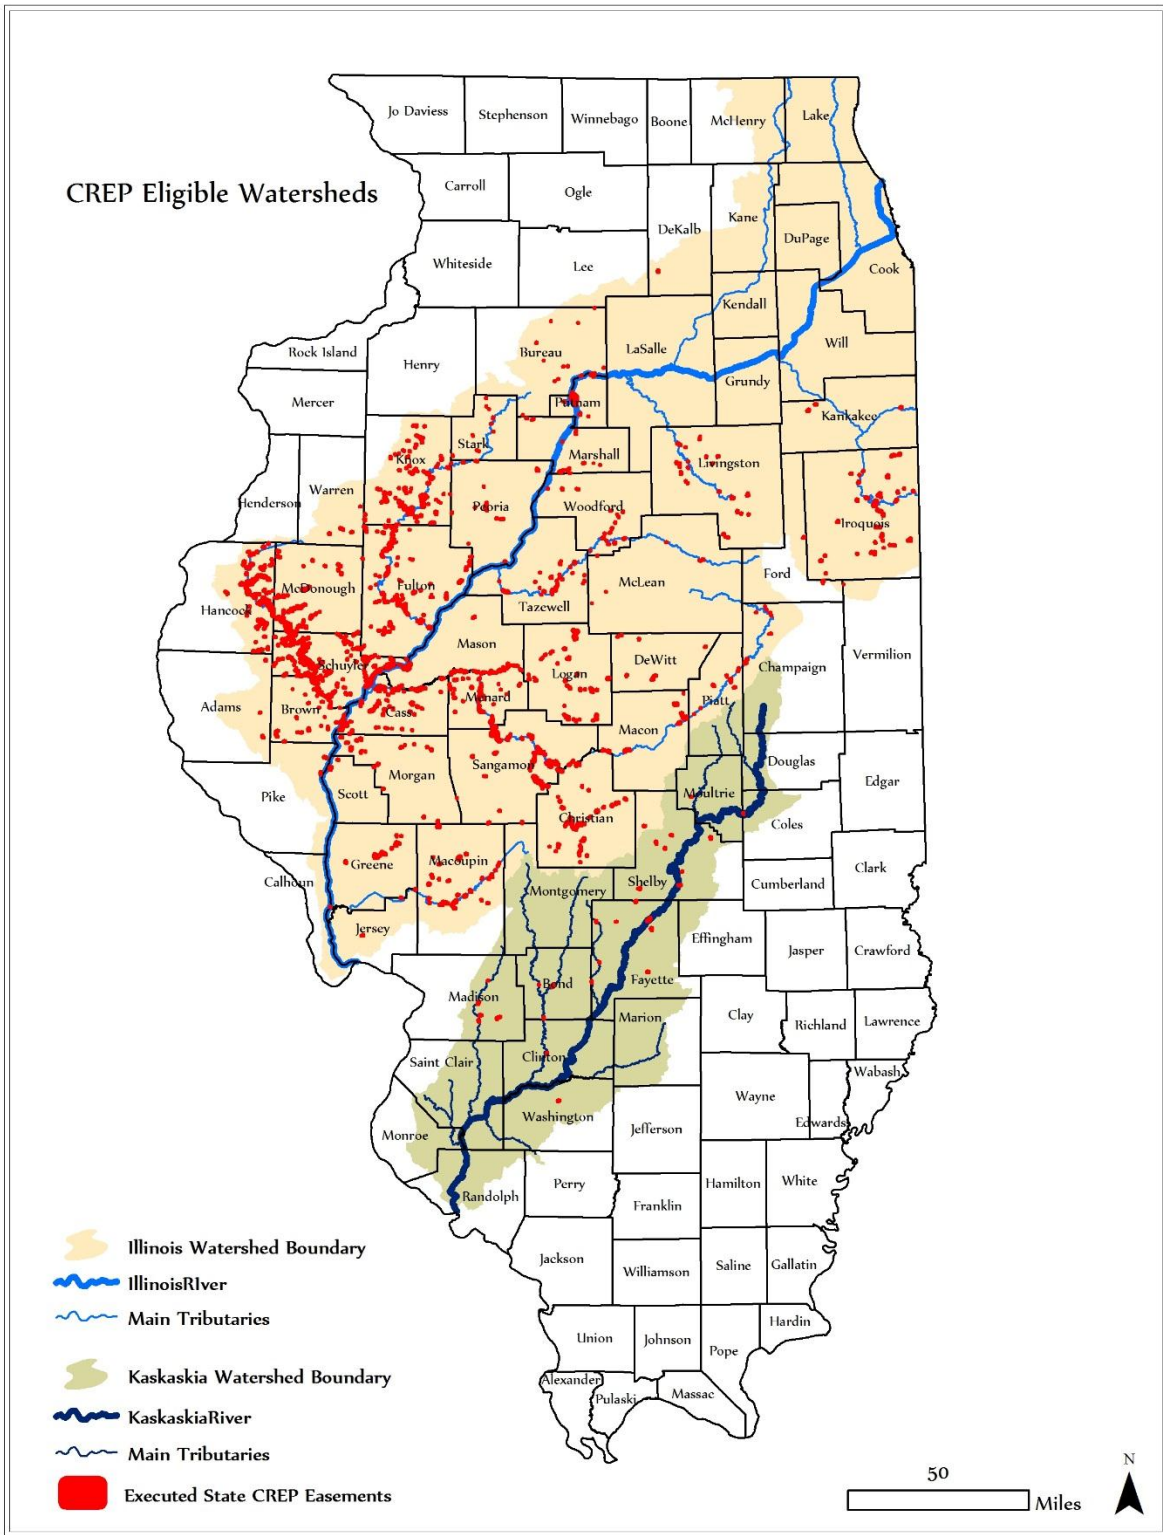 Jo Daviess
Stephenson
Winnebago
Boone
McHenry
Lake
CREP Eligible Watersheds
Carroll
Ogle
DeKalb
Kane
DuPage
Cook
Whiteside
Lee
Kendall
Will
Rock Island
Henry
Bureau
LaSalle
Grundy
Mercer
Putnam
Kankakee
Stark
Knox
Marshall
Livingston
Henderson
Warren
Peoria
Woodford
Iroquois
Hancock
McDonough
Fulton
Tazewell
McLean
Ford
Mason
Schuyler
Logan
DeWitt
Champaign
Vermilion
Adams
Brown
Cass
Menard
Piatt
Macon
Pike
Scott
Morgan
Sangamon
Moultrie
Douglas
Edgar
Christian
Coles
Calhoun
Greene
Macoupin
Montgomery
Shelby
Cumberland
Clark
Jersey
Effingham
Jasper
Crawford
Madison
Bond
Fayette
Marion
Clay
Richland
Lawrence
Saint Clair
Clinton
Wabash
Wayne
Edwards
Monroe
Washington
Jefferson
Randolph
Perry
Franklin
Hamilton
White
Jackson
Williamson
Saline
Gallatin
Union
Johnson
Pope
Hardin
Alexander
Pulaski
Massac
Illinois Watershed Boundary
IllinoisRIver
Main Tributaries
Kaskaskia Watershed Boundary
KaskaskiaRiver
Main Tributaries
Executed State CREP Easements
50
Miles
N